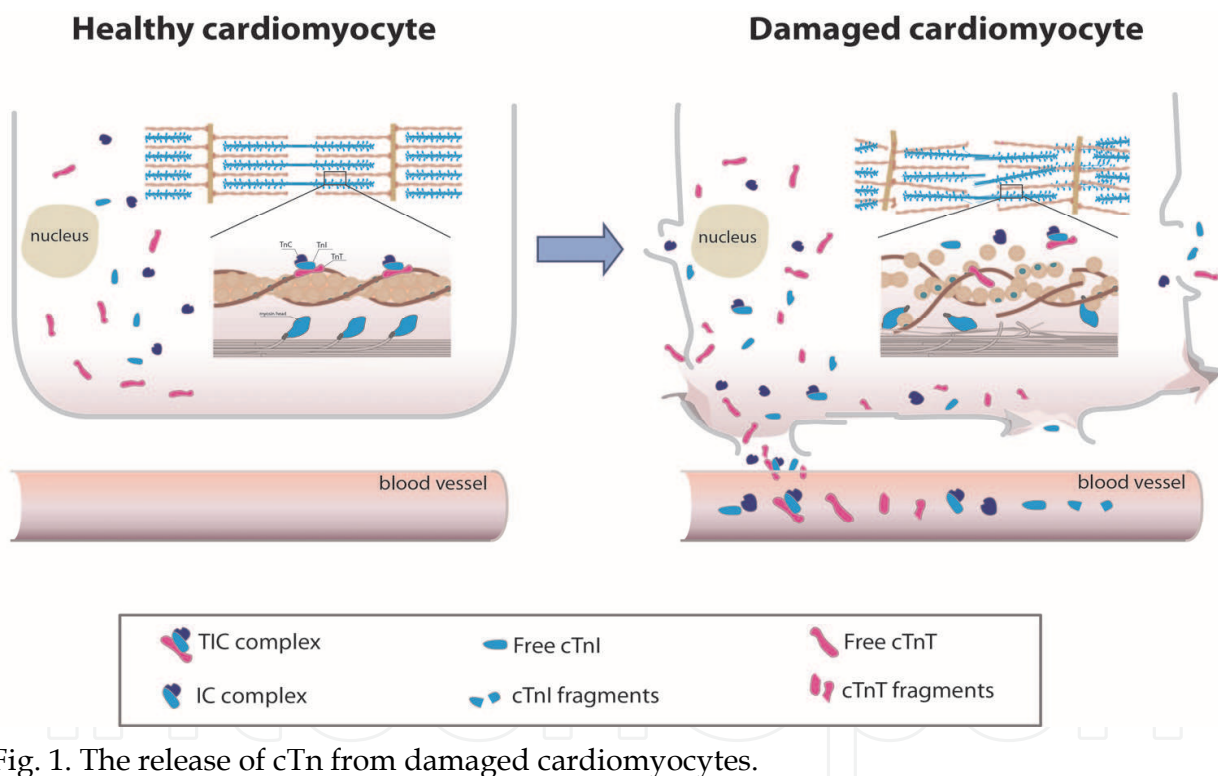 Healthy cardiomyocyte
Damaged cardiomyocyte
nucleus
TnC
TnI
TnT
myosin head
nucleus
blood vessel
blood vessel
TIC complex
Free cTnI
Free cTnT
IC complex
cTnI fragments
cTnT fragments
Fig. 1. The release of cTn from damaged cardiomyocytes.